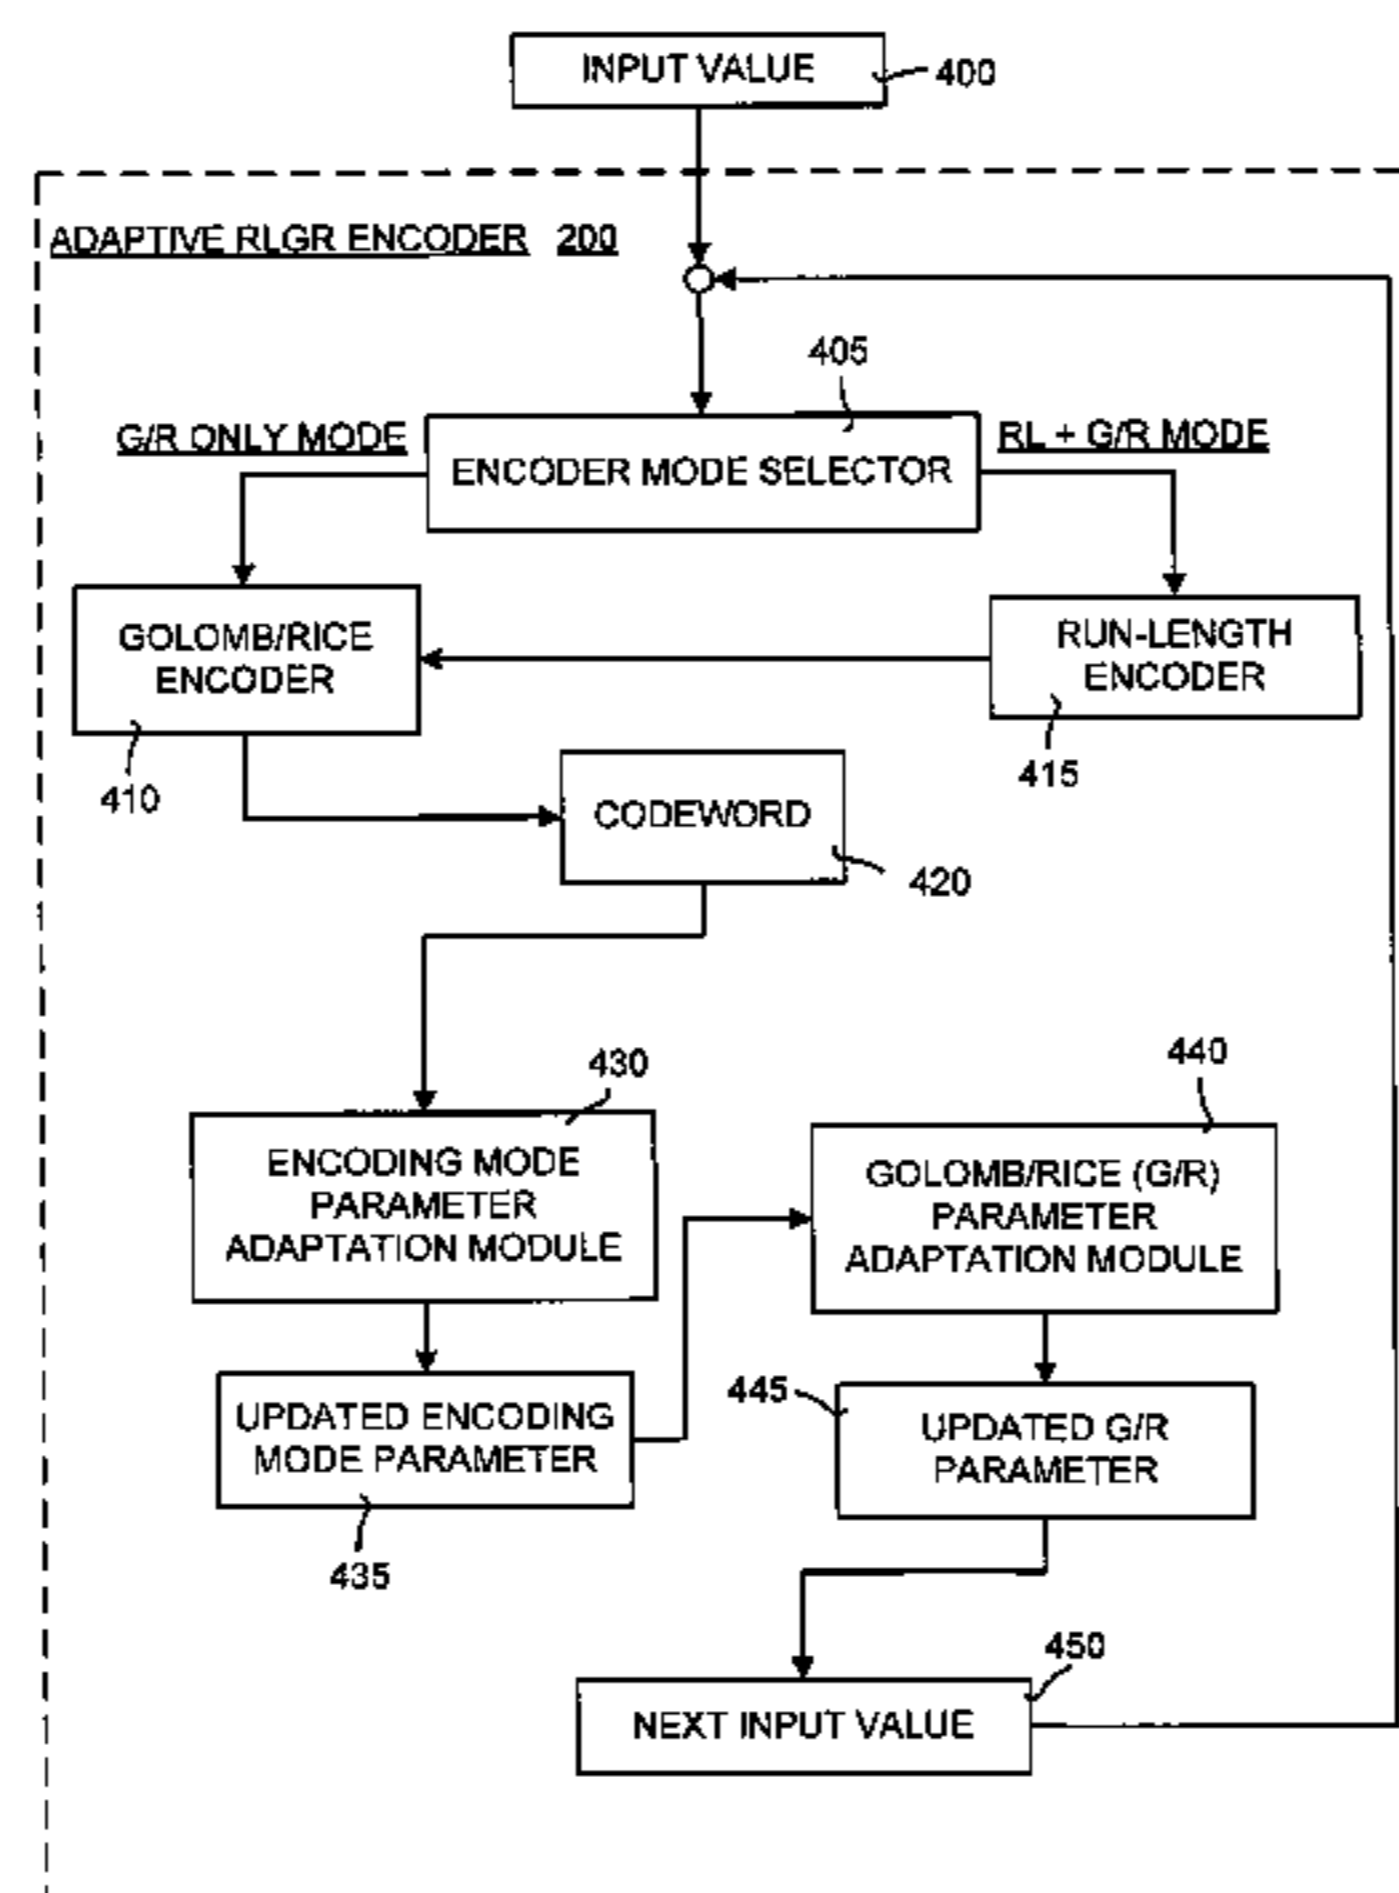 INPUT VALUE
400
ADAPTIVE RLGR ENCODER 200
405
G/R ONLY MODE
RL + G/R MODE
ENCODER MODE SELECTOR
GOLOMB/RICE
ENCODER
RUN-LENGTH
ENCODER
410
415
CODEWORD
420
430
440
ENCODING MODE
PARAMETER
ADAPTATION MODULE
GOLOMB/RICE (G/R)
PARAMETER
ADAPTATION MODULE
UPDATED ENCODING
MODE PARAMETER
435
445
UPDATED G/R
PARAMETER
450
NEXT INPUT VALUE